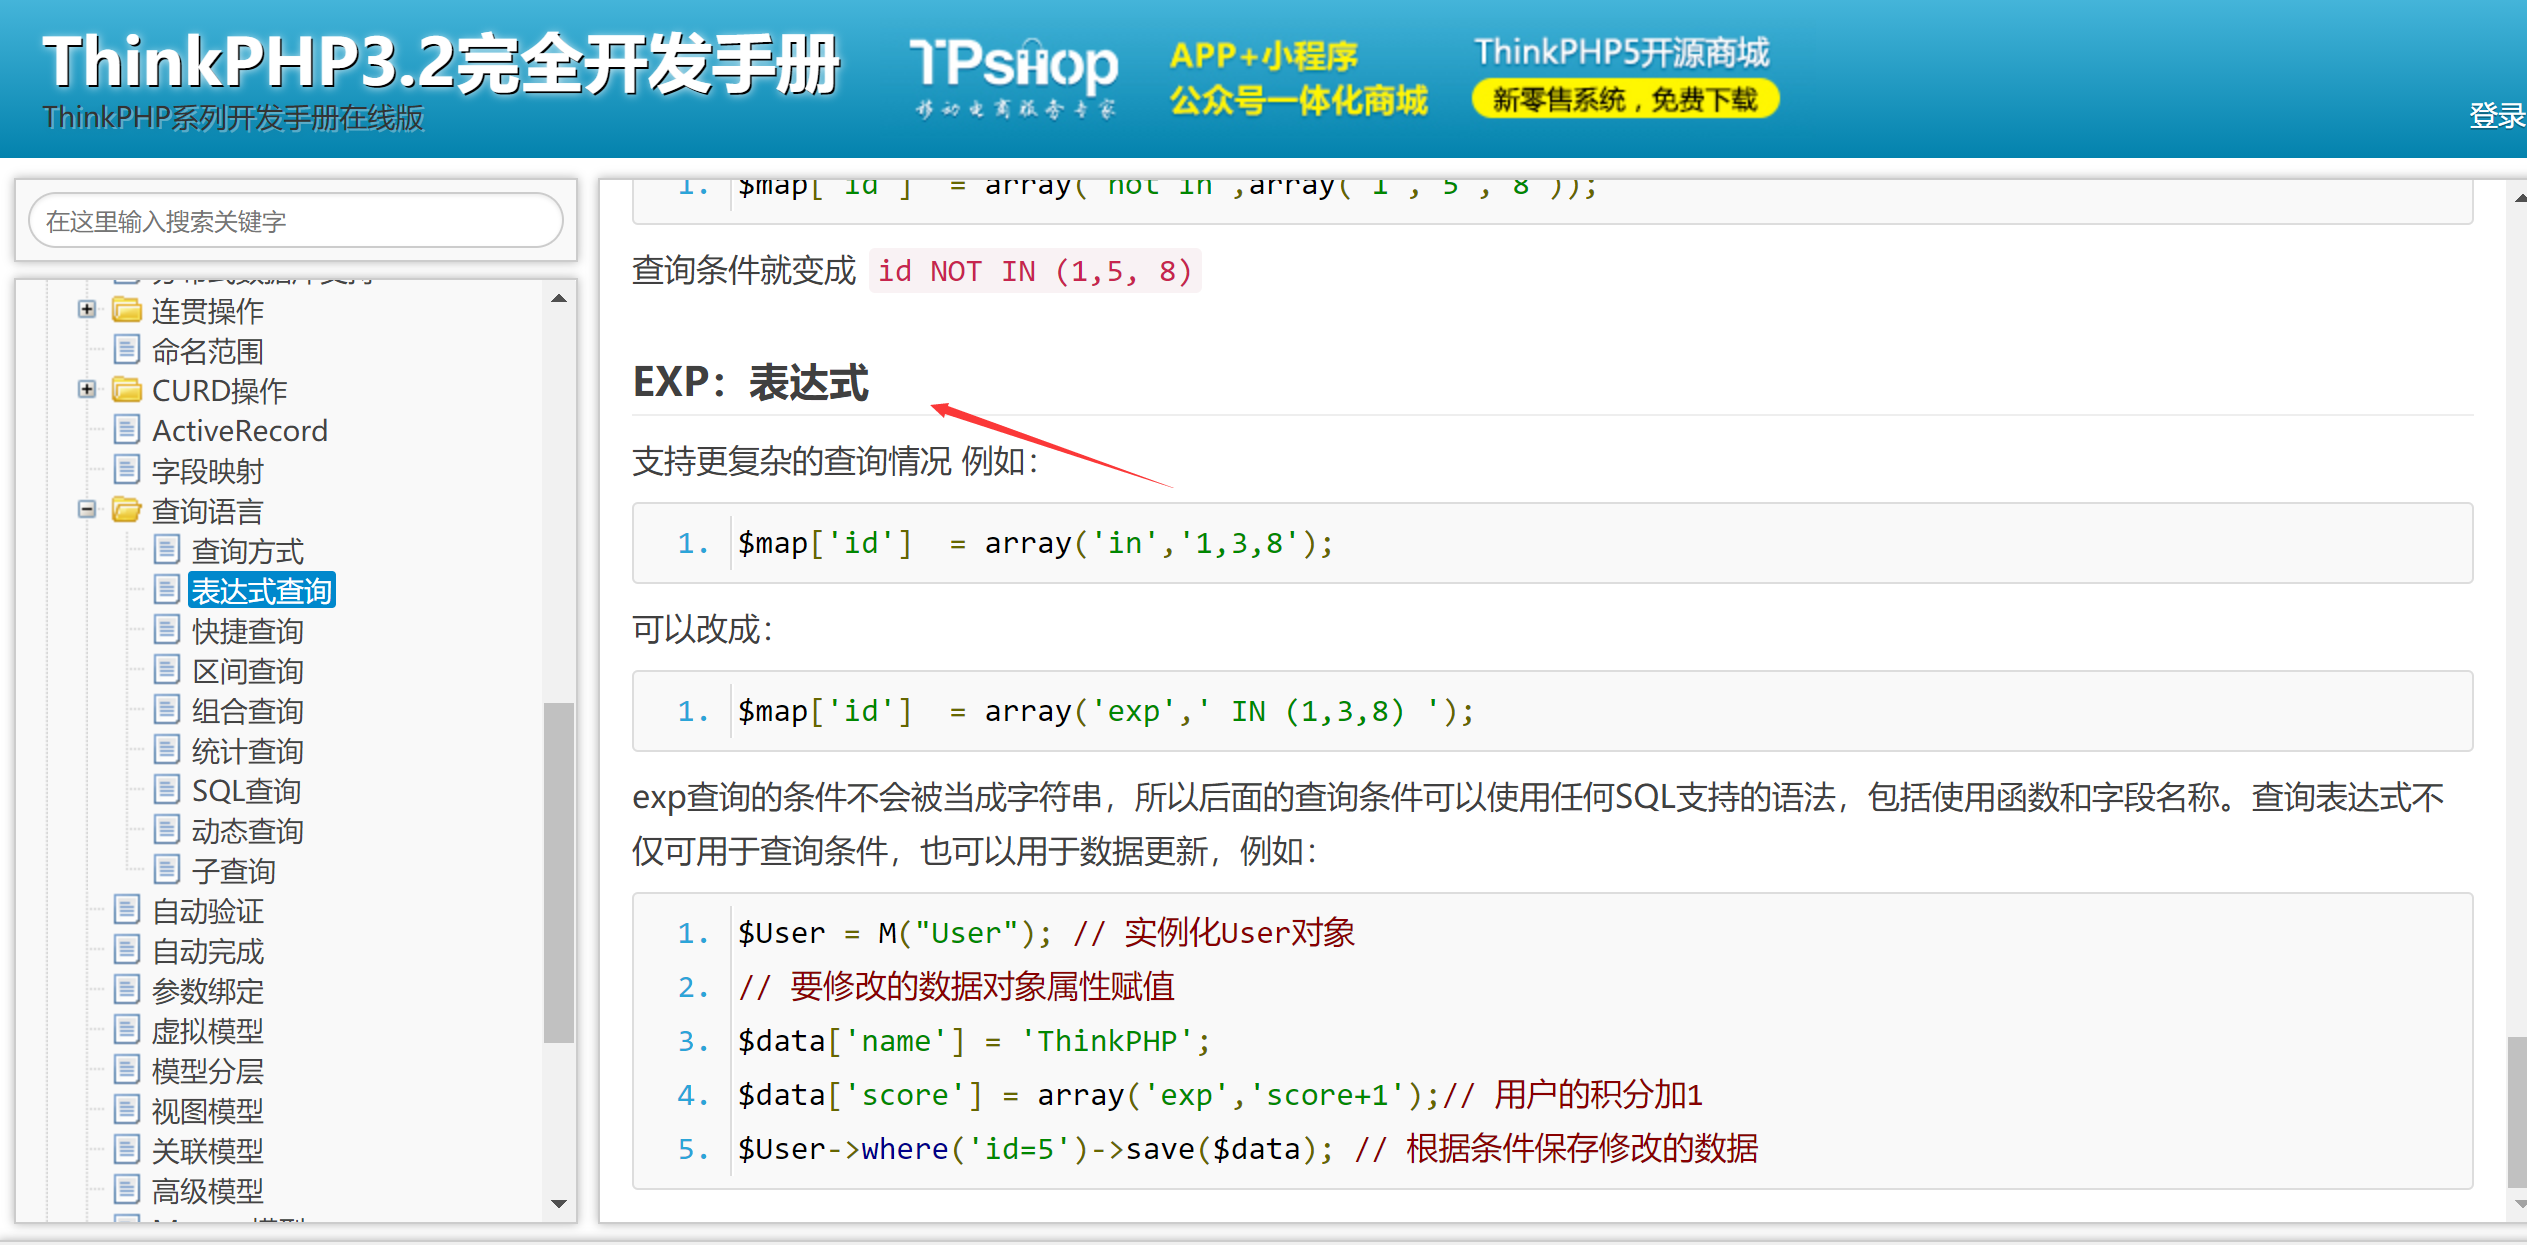 ThinkPHP3.2完全开发手册
ThinkPHP系列开发手册在线版
TPshop
移动电商服务专家
APP+小程序
公众号一体化商城
ThinkPHP5开源商城
新零售系统，免费下载
登录
在这里输入搜索关键字
分布式数据库支持
连贯操作
命名范围
CURD操作
ActiveRecord
字段映射
查询语言
查询方式
表达式查询
快捷查询
区间查询
组合查询
统计查询
SQL查询
动态查询
子查询
自动验证
自动完成
参数绑定
虚拟模型
模型分层
视图模型
关联模型
高级模型
1. $map['id'] = array('not in',array('1','5','8'));
查询条件就变成 id NOT IN (1,5, 8)
EXP：表达式
支持更复杂的查询情况 例如：
1. $map['id'] = array('in','1,3,8');
可以改成：
1. $map['id'] = array('exp',' IN (1,3,8) ');
exp查询的条件不会被当成字符串，所以后面的查询条件可以使用任何SQL支持的语法，包括使用函数和字段名称。查询表达式不
仅可用于查询条件，也可以用于数据更新，例如：
1. $User = M("User"); // 实例化User对象
2. // 要修改的数据对象属性赋值
3. $data['name'] = 'ThinkPHP';
4. $data['score'] = array('exp','score+1');// 用户的积分加1
5. $User->where('id=5')->save($data); // 根据条件保存修改的数据